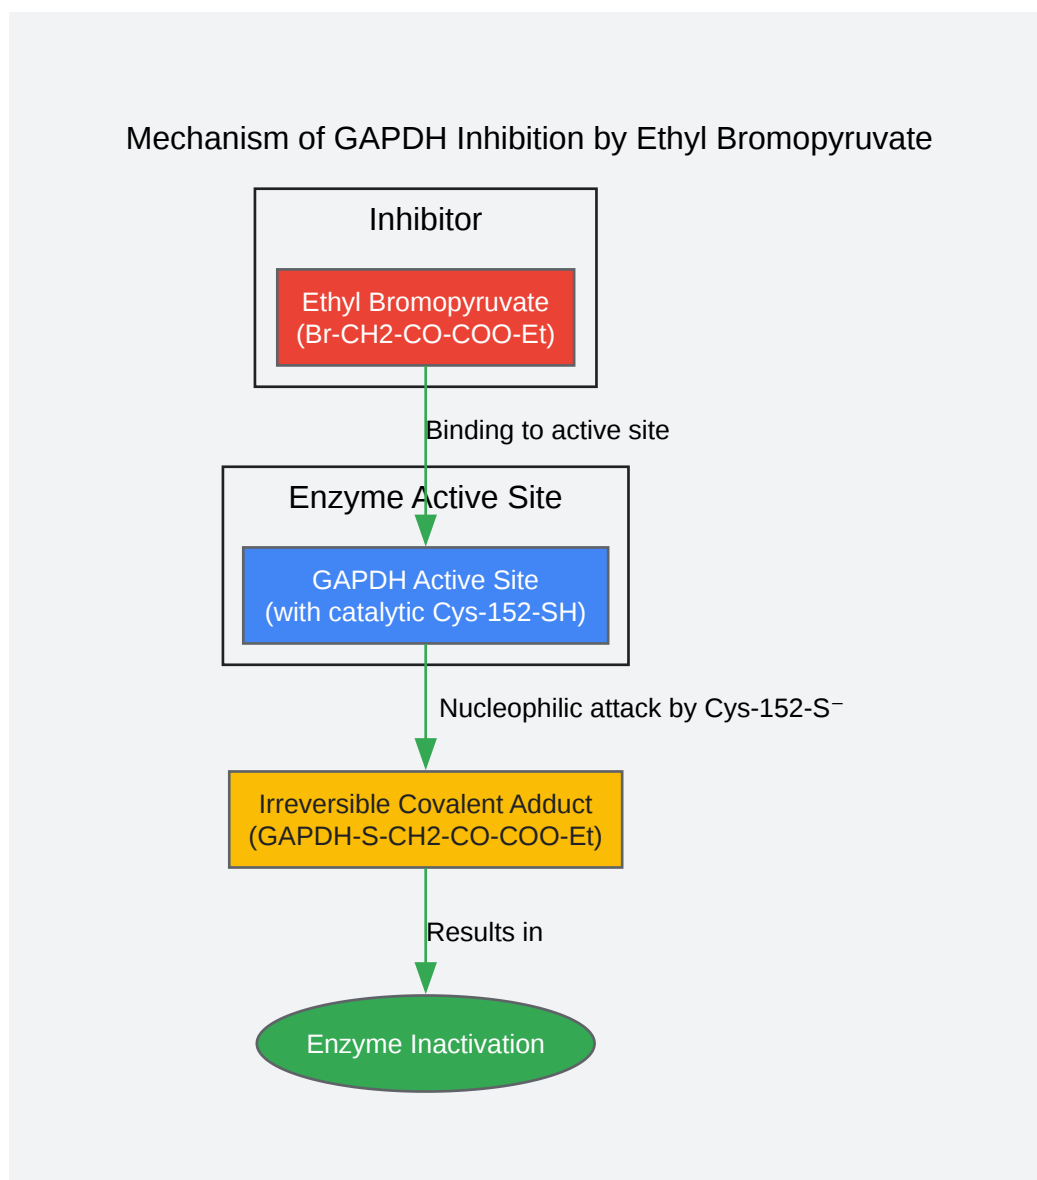 Mechanism of GAPDH Inhibition by Ethyl Bromopyruvate
Inhibitor
Ethyl Bromopyruvate
(Br-CH2-CO-COO-Et)
Binding to active site
Enzyme Active Site
GAPDH Active Site
(with catalytic Cys-152-SH)
Nucleophilic attack by Cys-152-S⁻
Irreversible Covalent Adduct
(GAPDH-S-CH2-CO-COO-Et)
Results in
Enzyme Inactivation